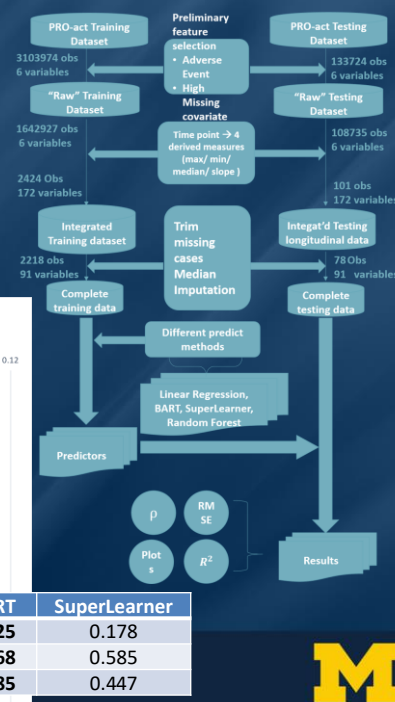 PRO-act Training
Dataset
Preliminary
feature
selection
• Adverse
Event
• High
Missing
covariate
PRO-act Testing
Dataset
3103974 obs
6 variables
133724 obs
6 variables
"Raw" Training
Dataset
"Raw" Testing
Dataset
1642927 obs
6 variables
Time point → 4
derived measures
(max/ min/
median/ slope )
108735 obs
6 variables
2424 Obs
172 variables
101 obs
172 variables
Integrated
Training dataset
Trim
missing
cases
Median
Imputation
Integat'd Testing
longitudinal data
2218 obs
91 variables
78 Obs
91 variables
Complete
training data
Complete
testing data
Different predict
methods
0.12
Linear Regression,
BART, SuperLearner,
Random Forest
Predictors
ρ
RM
SE
Plot
s
R²
Results
RT SuperLearner
25 0.178
68 0.585
35 0.447
M